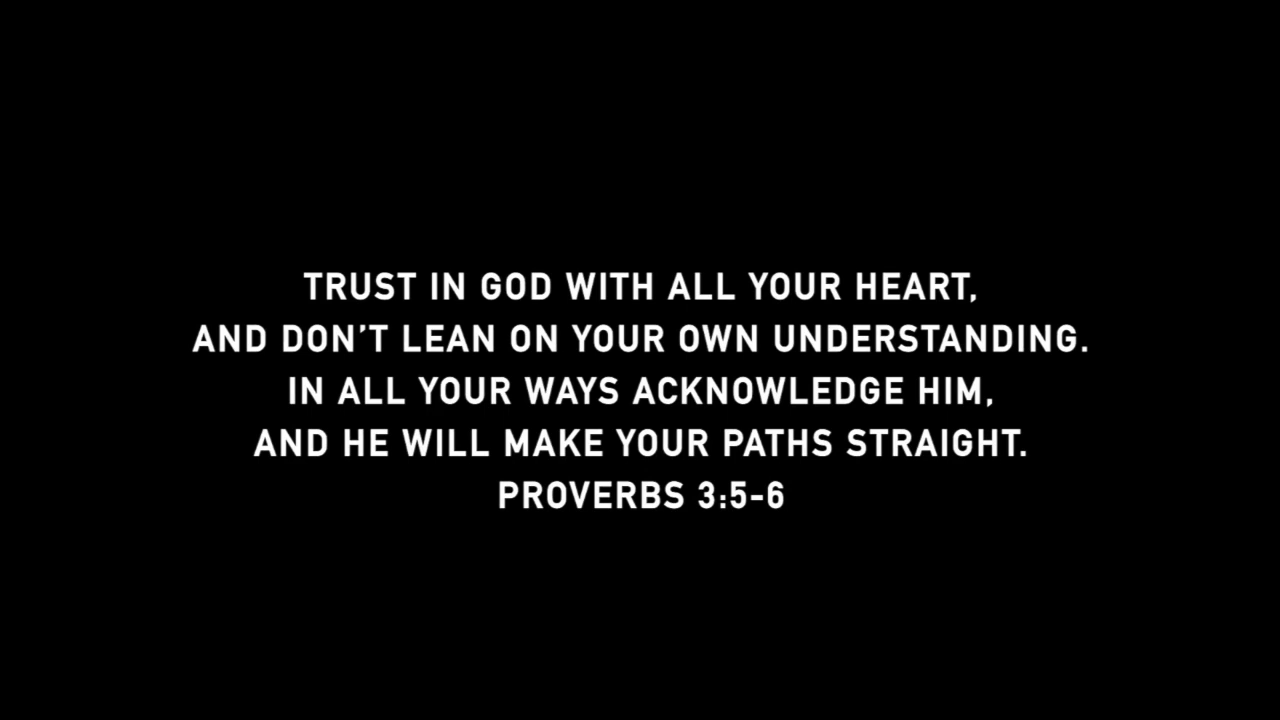 TRUST IN GOD WITH ALL YOUR HEART,
AND DON’T LEAN ON YOUR OWN UNDERSTANDING.
IN ALL YOUR WAYS ACKNOWLEDGE HIM,
AND HE WILL MAKE YOUR PATHS STRAIGHT.
PROVERBS 3:5-6